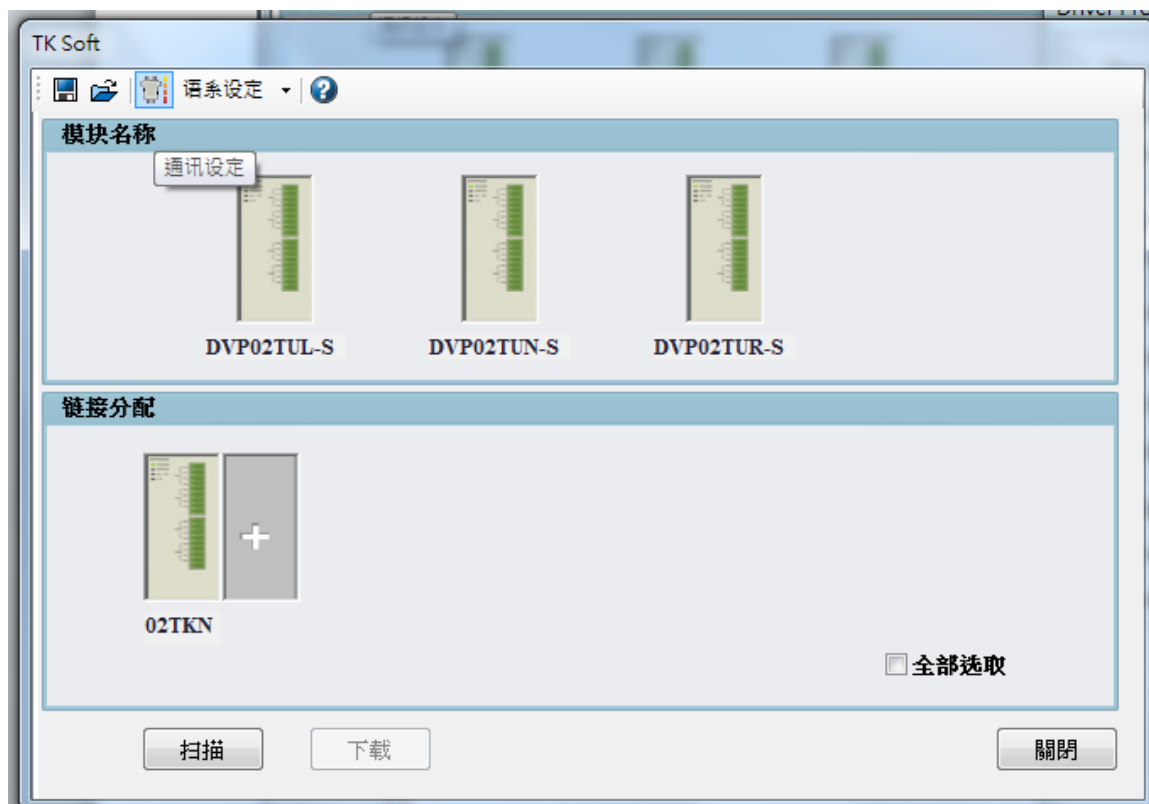 TK Soft
语系设定
模块名称
通讯设定
DVP02TUL-S
DVP02TUN-S
DVP02TUR-S
链接分配
02TKN
全部选取
扫描
下载
關閉